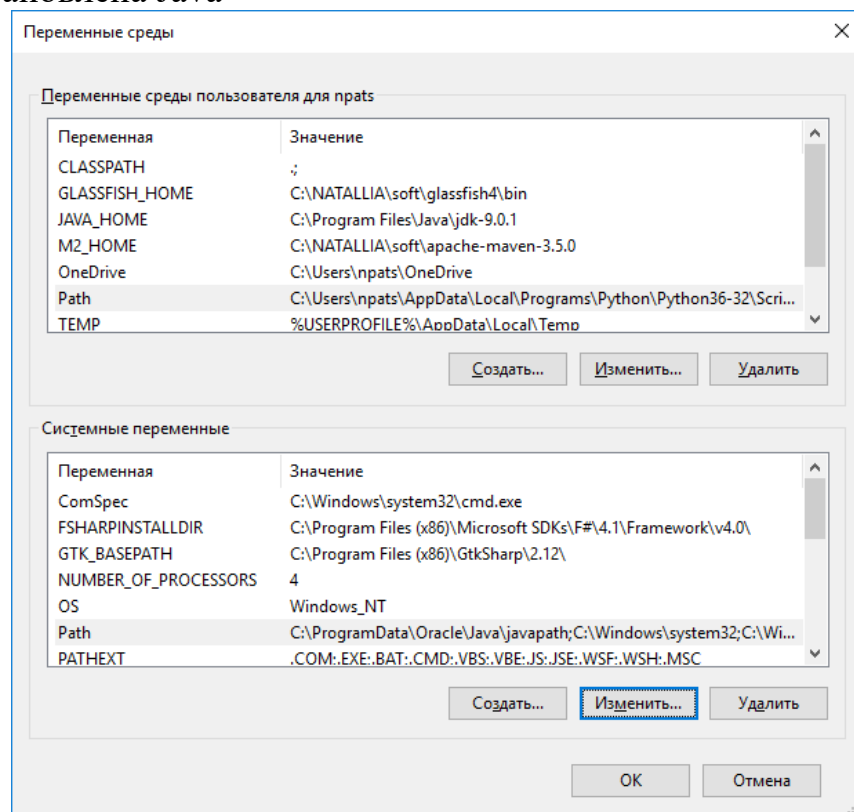 Переменные среды
Переменные среды пользователя для npats
Переменная Значение
CLASSPATH .;
GLASSFISH_HOME C:\NATALLIA\soft\glassfish4\bin
JAVA_HOME C:\Program Files\Java\jdk-9.0.1
M2_HOME C:\NATALLIA\soft\apache-maven-3.5.0
OneDrive C:\Users\npats\OneDrive
Path C:\Users\npats\AppData\Local\Programs\Python\Python36-32\Scri...
TEMP %USERPROFILE%\AppData\Local\Temp
Создать... Изменить... Удалить
Системные переменные
Переменная Значение
ComSpec C:\Windows\system32\cmd.exe
FSHARPINSTALLDIR C:\Program Files (x86)\Microsoft SDKs\F#\4.1\Framework\v4.0\
GTK_BASEPATH C:\Program Files (x86)\GtkSharp\2.12\
NUMBER_OF_PROCESSORS 4
OS Windows_NT
Path C:\ProgramData\Oracle\Java\javapath;C:\Windows\system32;C:\Wi...
PATHEXT .COM;.EXE;.BAT;.CMD;.VBS;.VBE;.JS;.JSE;.WSF;.WSH;.MSC
Создать... Изменить... Удалить
OK Отмена